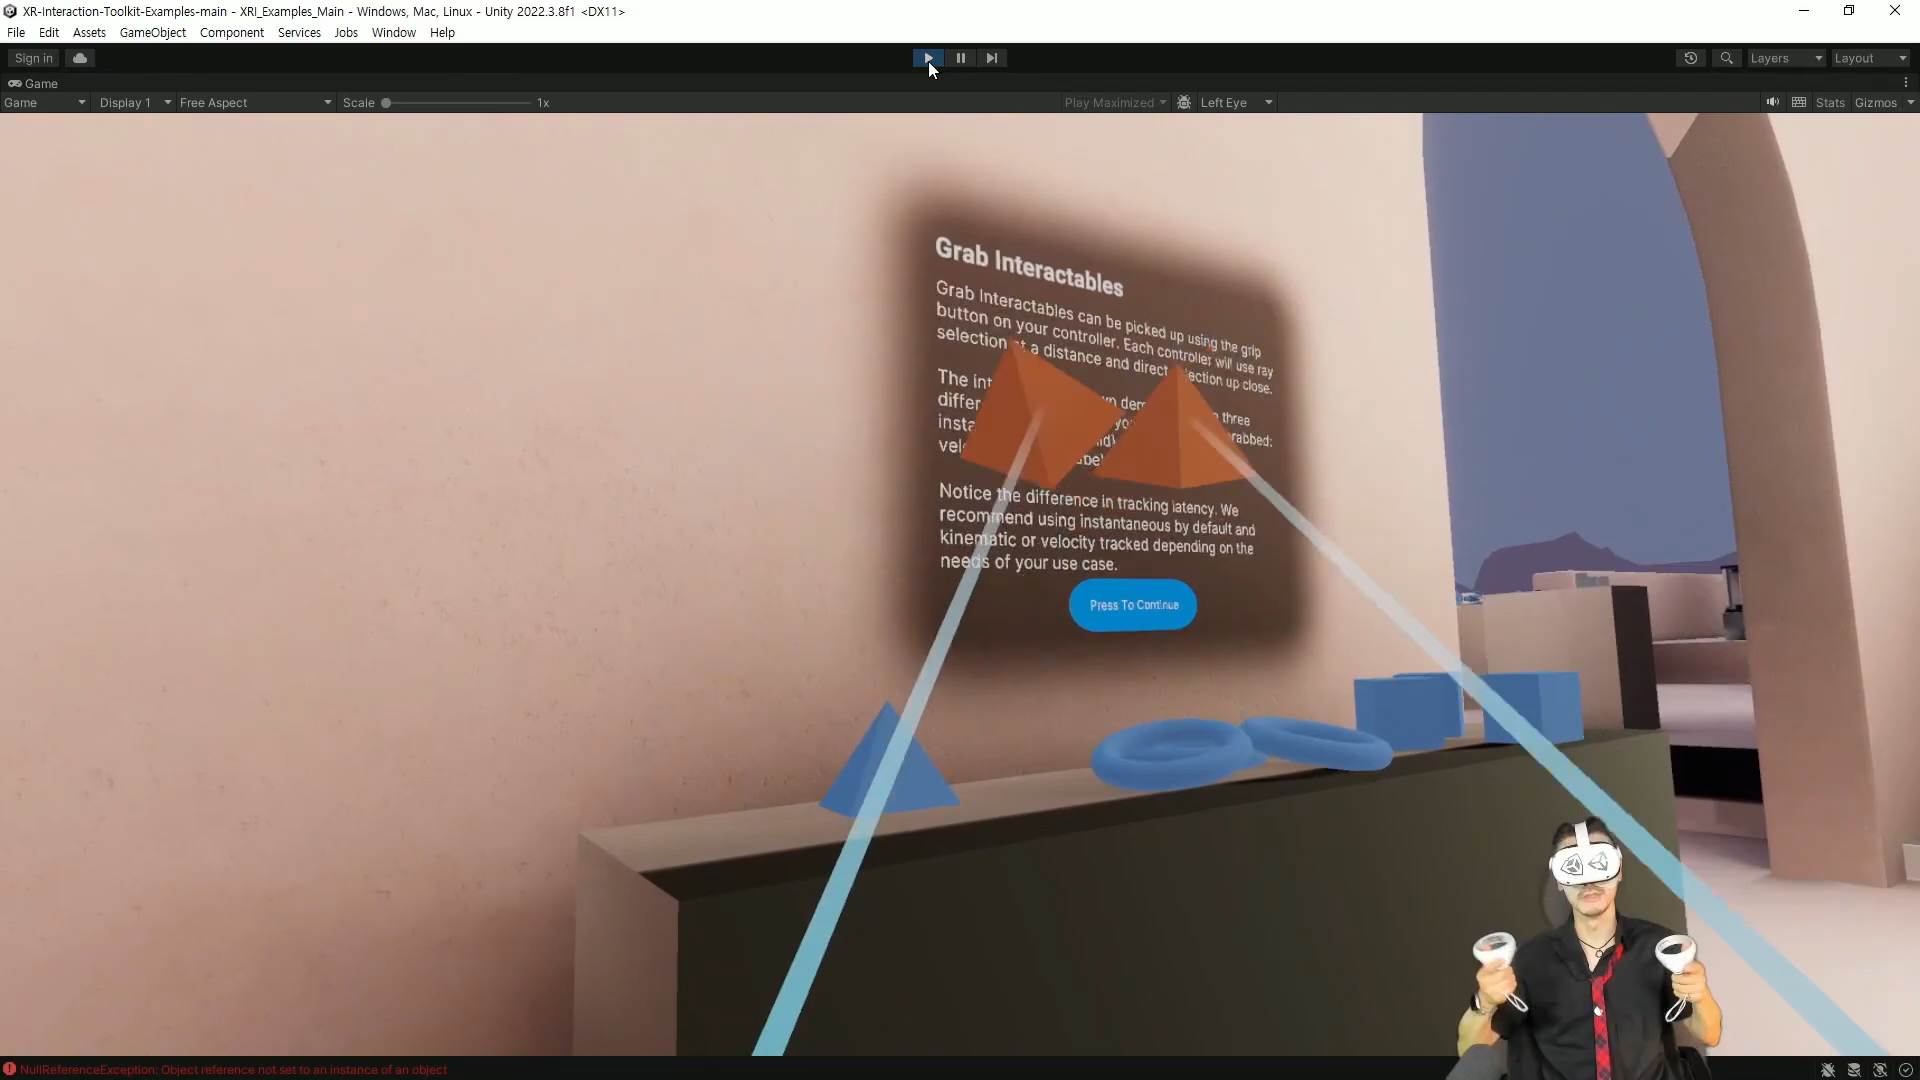 XR-Interaction-Toolkit-Examples-main - XRI_Examples_Main - Windows, Mac, Linux - Unity 2022.3.8f1 <DX11>
File Edit Assets GameObject Component Services Jobs Window Help
Sign in Layers Layout
Game
Game Display 1 Free Aspect Scale 1x Play Maximized Left Eye Stats Gizmos
Grab Interactables
Grab Interactables can be picked up using the grip
button on your controller. Each controller will use ray
selection at a distance and direct selection up close.
The
three
Notice the difference in tracking latency. We
recommend using instantaneous by default and
kinematic or velocity tracked depending on the
needs of your use case.
Press To Continue
NullReferenceException: Object reference not set to an instance of an object